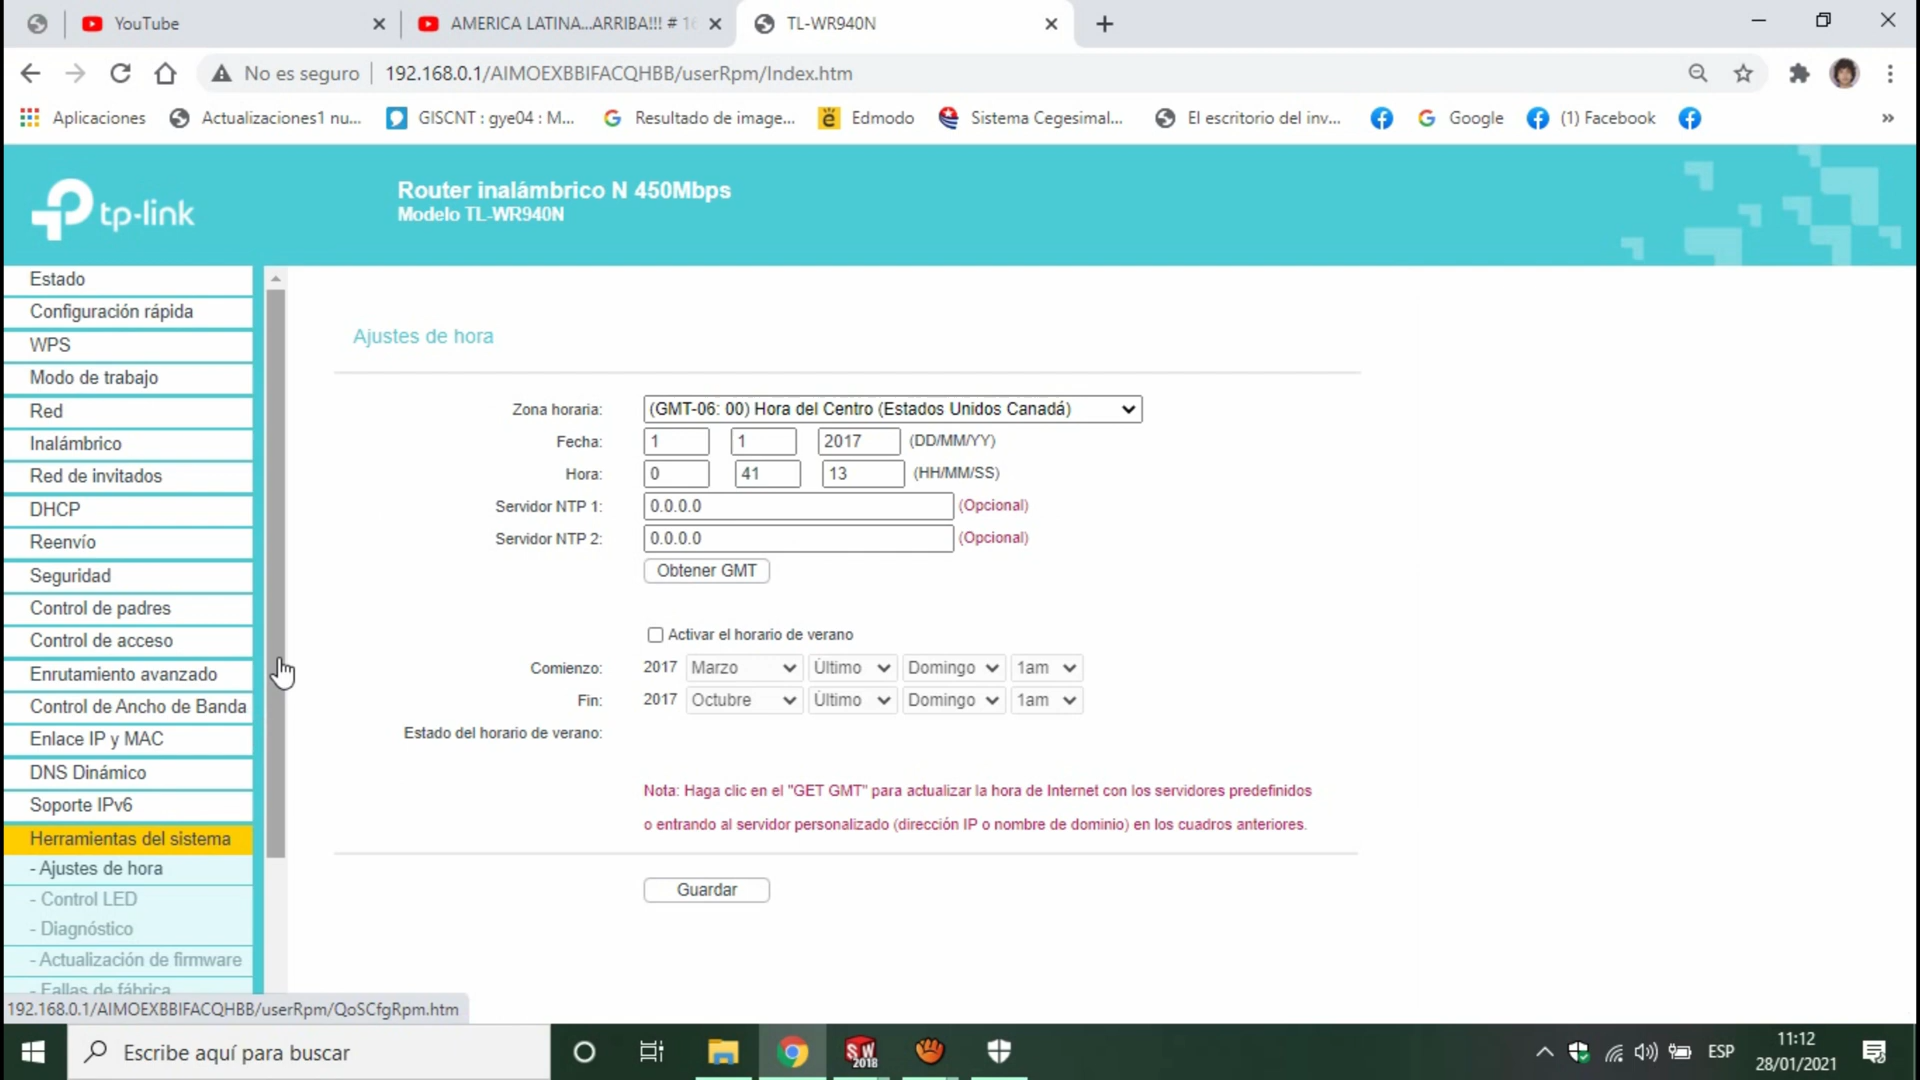 YouTube
AMERICA LATINA...ARRIBA!!! # 16
TL-WR940N
No es seguro
192.168.0.1/AIMOEXBBIFACQHBB/userRpm/Index.htm
Aplicaciones
Actualizaciones1 nu...
GISCNT : gye04 : M...
Resultado de image...
Edmodo
Sistema Cegesimal...
El escritorio del inv...
Google
(1) Facebook
»
tp-link
Router inalámbrico N 450Mbps
Modelo TL-WR940N
Estado
Configuración rápida
WPS
Modo de trabajo
Red
Inalámbrico
Red de invitados
DHCP
Reenvío
Seguridad
Control de padres
Control de acceso
Enrutamiento avanzado
Control de Ancho de Banda
Enlace IP y MAC
DNS Dinámico
Soporte IPv6
Herramientas del sistema
- Ajustes de hora
- Control LED
- Diagnóstico
- Actualización de firmware
- Fallas de fábrica
Ajustes de hora
Zona horaria: (GMT-06: 00) Hora del Centro (Estados Unidos Canadá)
Fecha: 1 1 2017 (DD/MM/YY)
Hora: 0 41 13 (HH/MM/SS)
Servidor NTP 1: 0.0.0.0 (Opcional)
Servidor NTP 2: 0.0.0.0 (Opcional)
Obtener GMT
Activar el horario de verano
Comienzo: 2017 Marzo Último Domingo 1am
Fin: 2017 Octubre Último Domingo 1am
Estado del horario de verano:
Nota: Haga clic en el "GET GMT" para actualizar la hora de Internet con los servidores predefinidos
o entrando al servidor personalizado (dirección IP o nombre de dominio) en los cuadros anteriores.
Guardar
192.168.0.1/AIMOEXBBIFACQHBB/userRpm/QoSCfgRpm.htm
Escribe aquí para buscar
SW
2018
ESP
11:12
28/01/2021